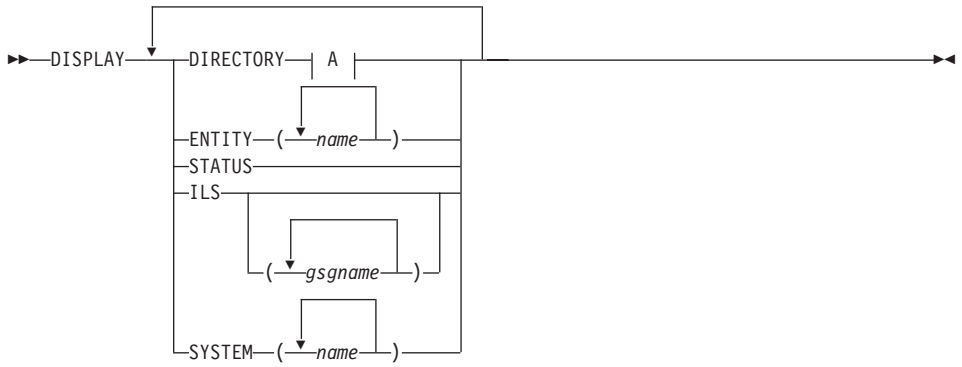 DISPLAY DIRECTORY A
ENTITY ( name )
STATUS
ILS
( gsgname )
SYSTEM ( name )